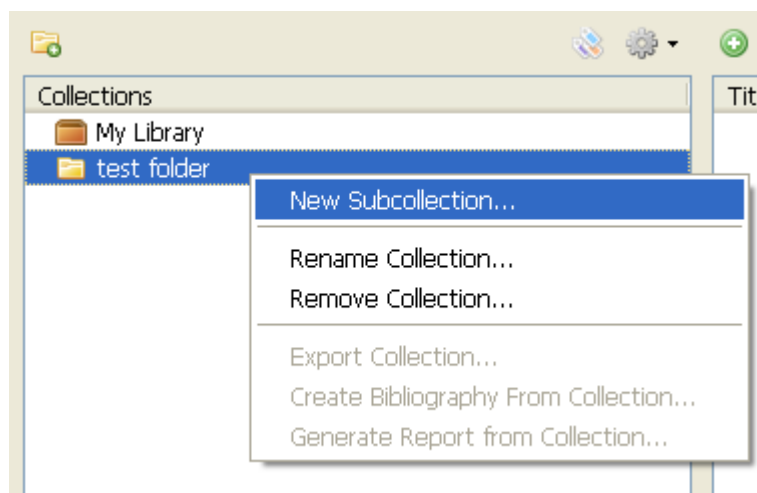 Collections
Tit
My Library
test folder
New Subcollection...
Rename Collection...
Remove Collection...
Export Collection...
Create Bibliography From Collection...
Generate Report from Collection...